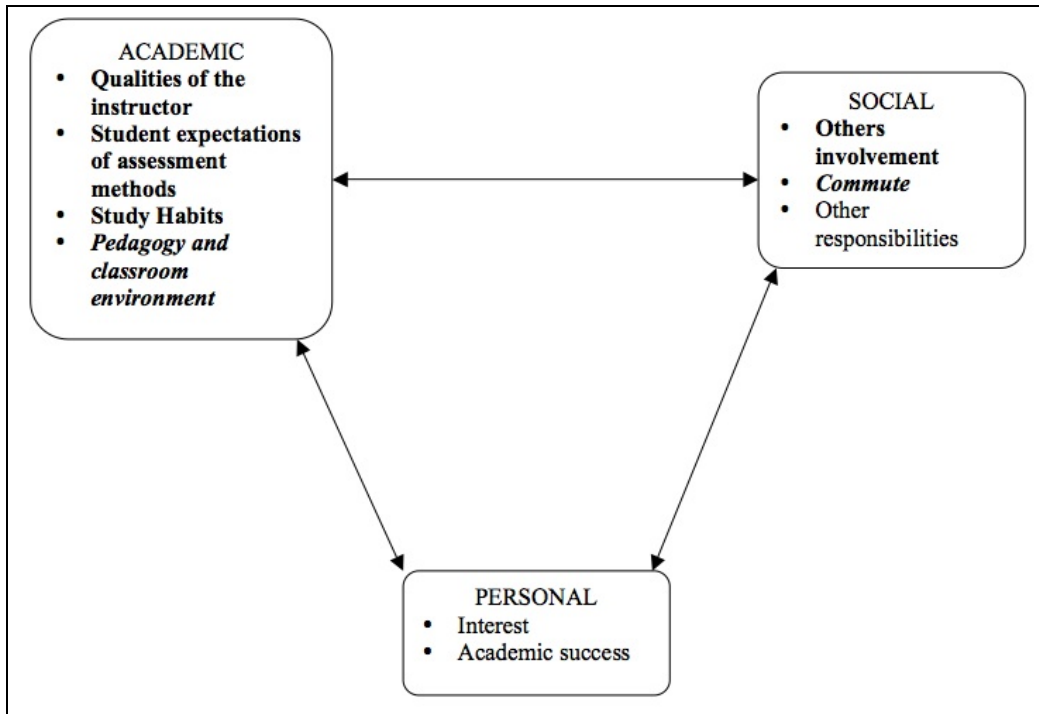 ACADEMIC
• Qualities of the
instructor
• Student expectations
of assessment
methods
• Study Habits
• Pedagogy and
classroom
environment
SOCIAL
• Others
involvement
• Commute
• Other
responsibilities
PERSONAL
• Interest
• Academic success